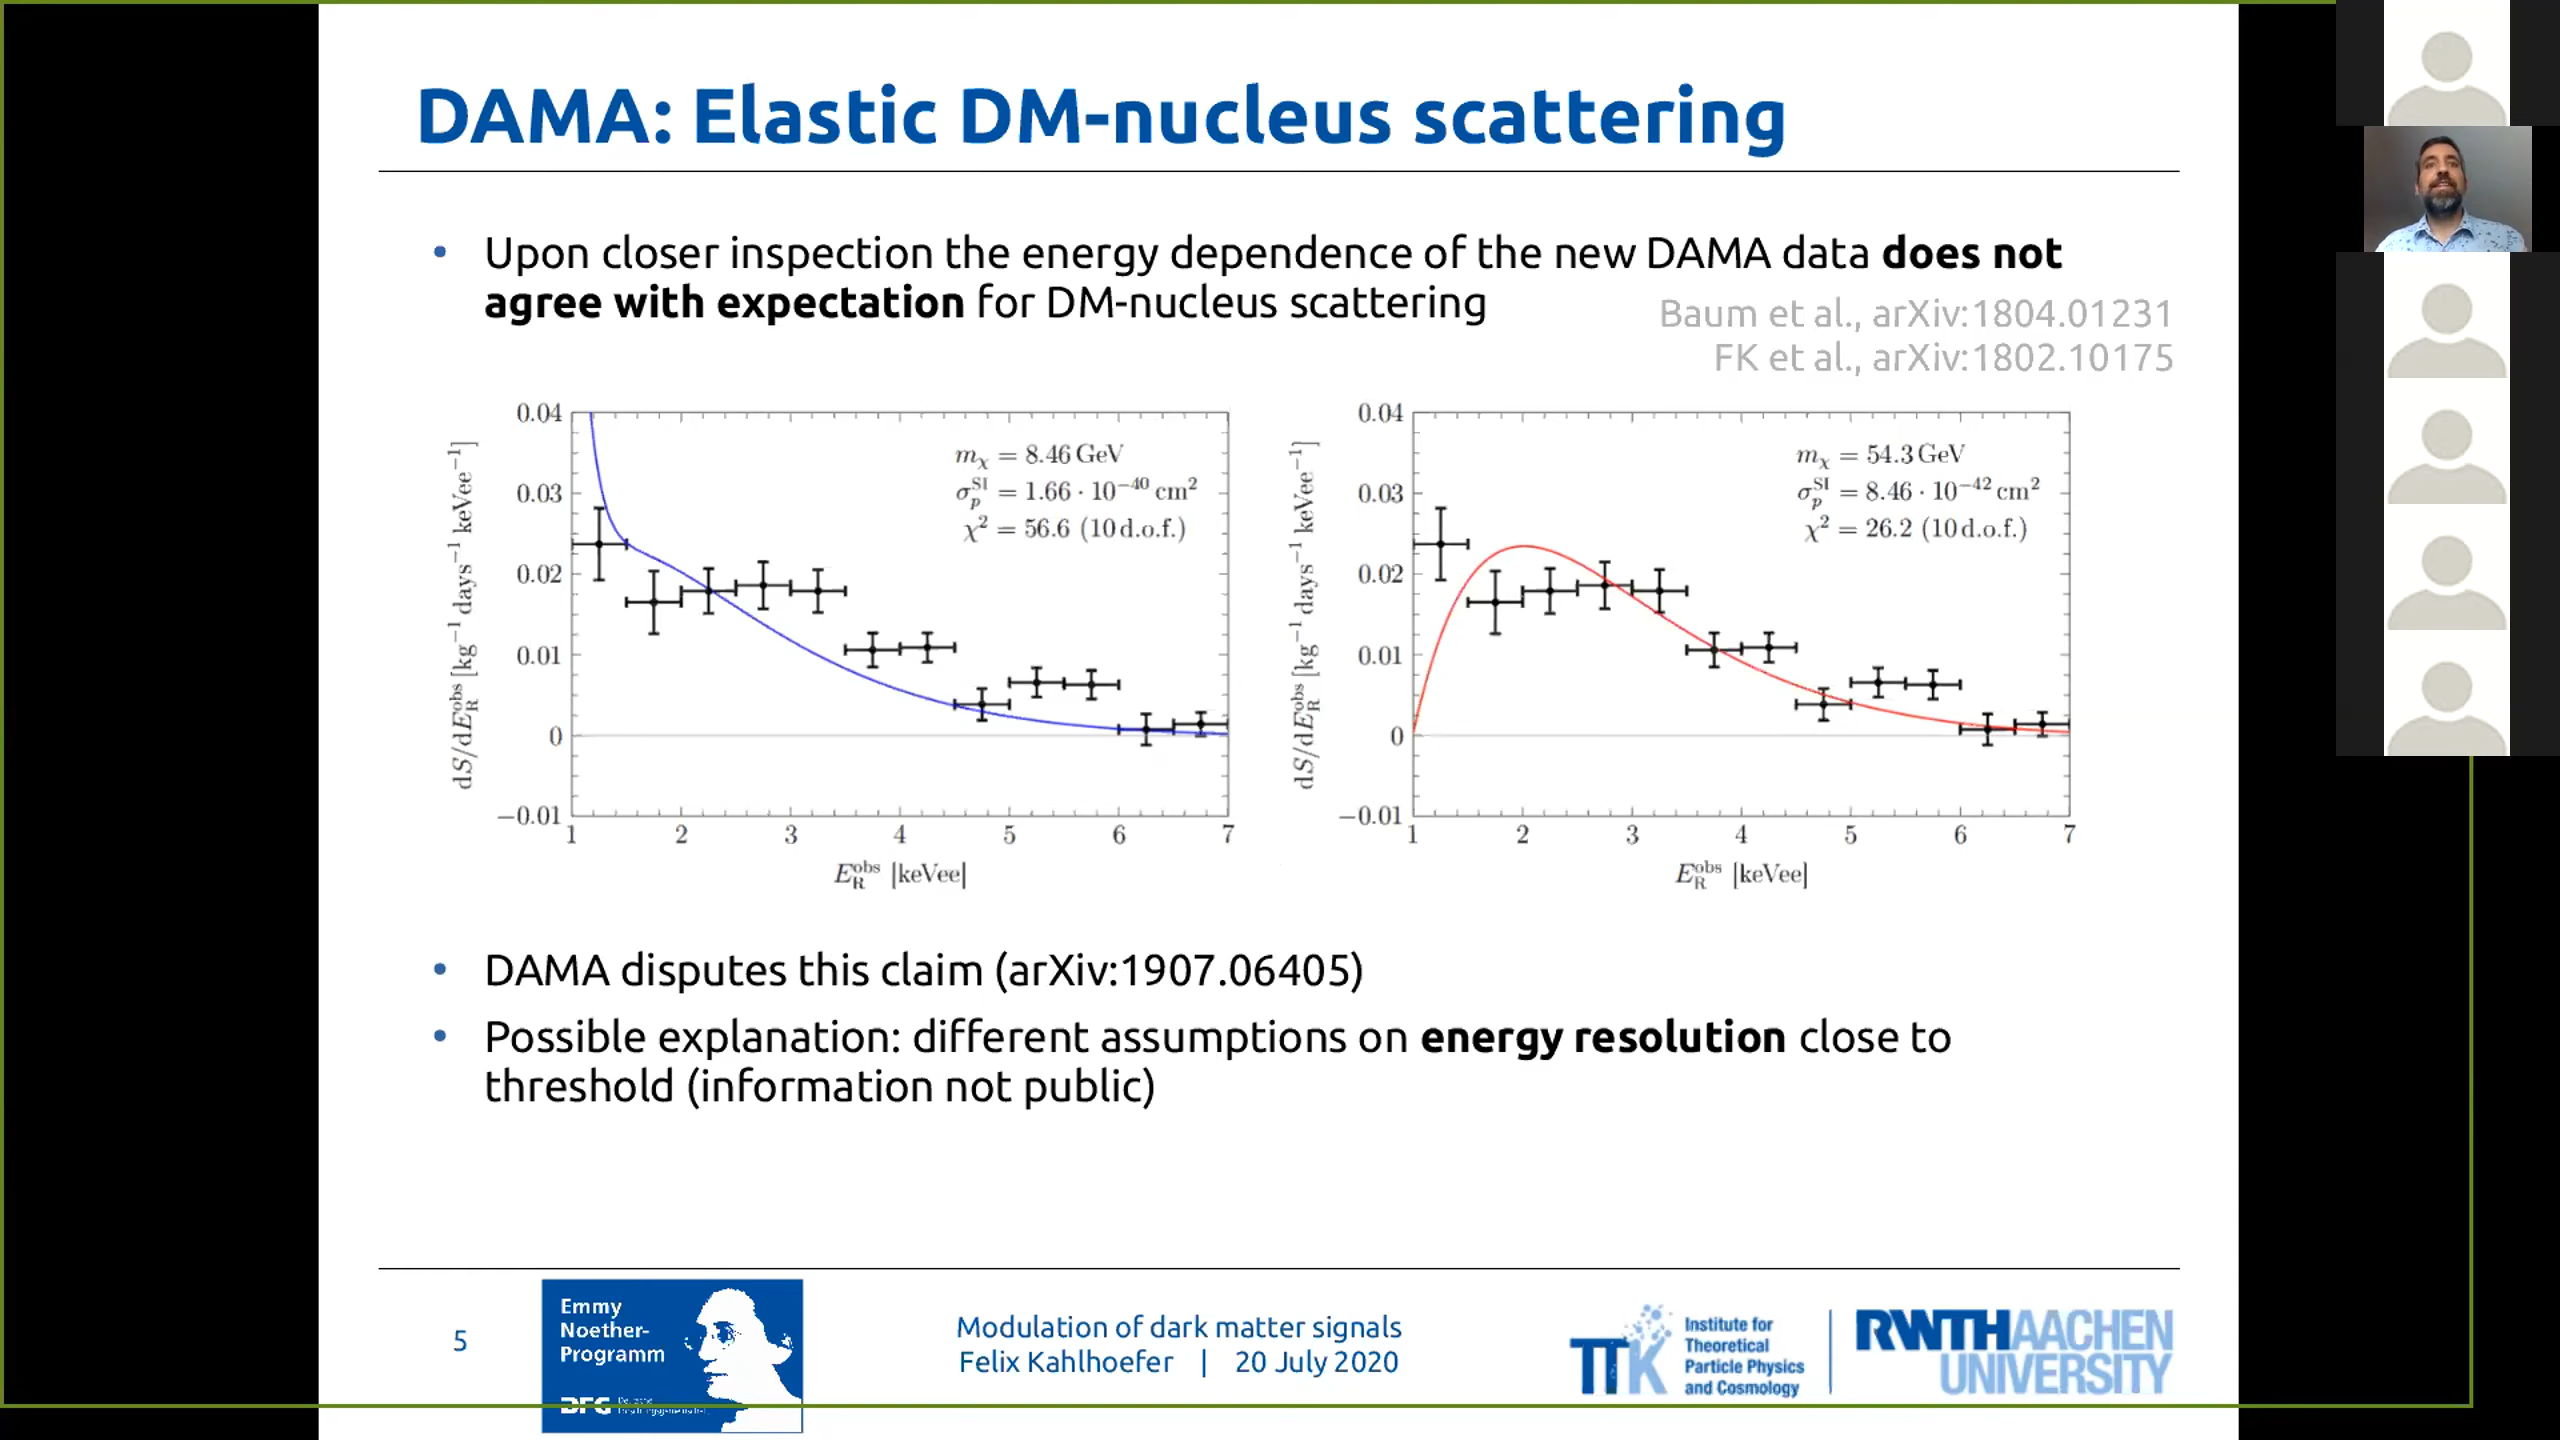 DAMA: Elastic DM-nucleus scattering
• Upon closer inspection the energy dependence of the new DAMA data does not
agree with expectation for DM-nucleus scattering
Baum et al., arXiv:1804.01231
FK et al., arXiv:1802.10175
0.04
0.03
0.02
0.01
0
−0.01
dS/dE_R^obs [kg⁻¹ days⁻¹ keVee⁻¹]
m_χ = 8.46 GeV
σ_p^SI = 1.66 · 10⁻⁴⁰ cm²
χ² = 56.6 (10 d.o.f.)
1 2 3 4 5 6 7
E_R^obs [keVee]
0.04
0.03
0.02
0.01
0
−0.01
dS/dE_R^obs [kg⁻¹ days⁻¹ keVee⁻¹]
m_χ = 54.3 GeV
σ_p^SI = 8.46 · 10⁻⁴² cm²
χ² = 26.2 (10 d.o.f.)
1 2 3 4 5 6 7
E_R^obs [keVee]
• DAMA disputes this claim (arXiv:1907.06405)
• Possible explanation: different assumptions on energy resolution close to
threshold (information not public)
5
Emmy
Noether-
Programm
DFG
Modulation of dark matter signals
Felix Kahlhoefer | 20 July 2020
TTK
Institute for
Theoretical
Particle Physics
and Cosmology
RWTH AACHEN
UNIVERSITY